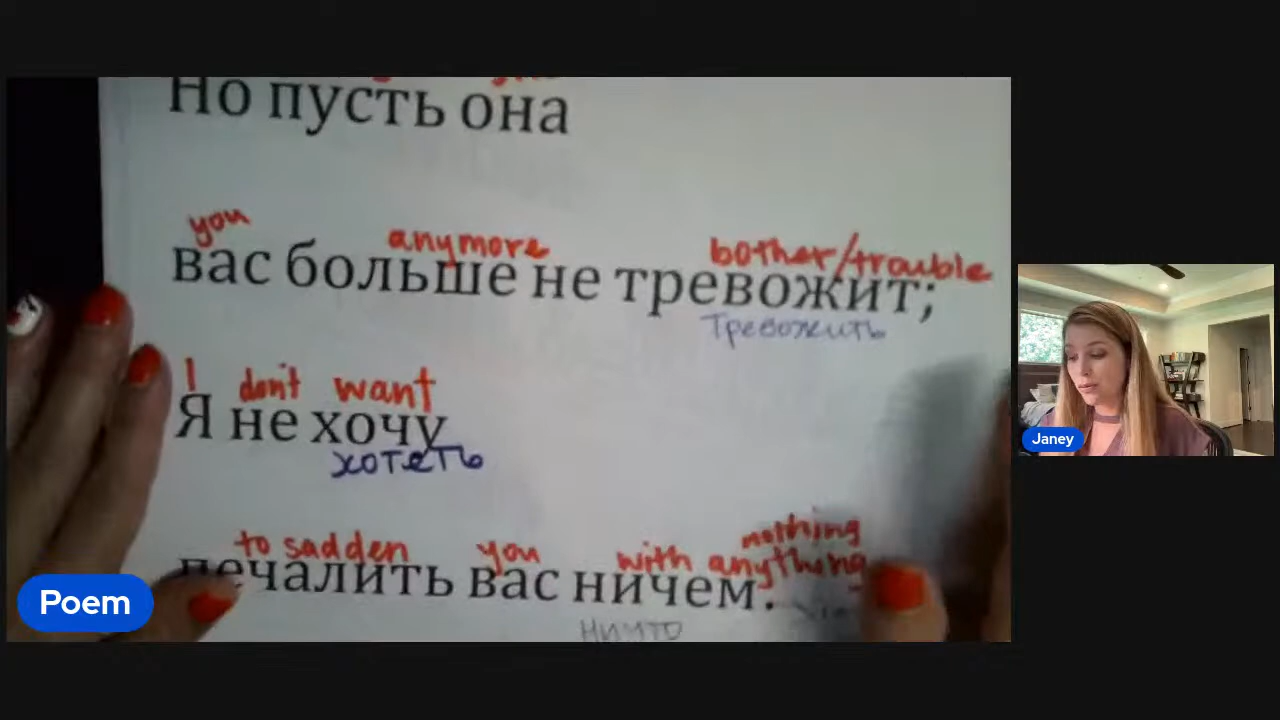 Но пусть она
you anymore bother/trouble
вас больше не тревожит;
Тревожить
I don't want
Я не хочу
хотеть
nothing
to sadden you with anything
печалить вас ничем.
ничто
Poem
Janey